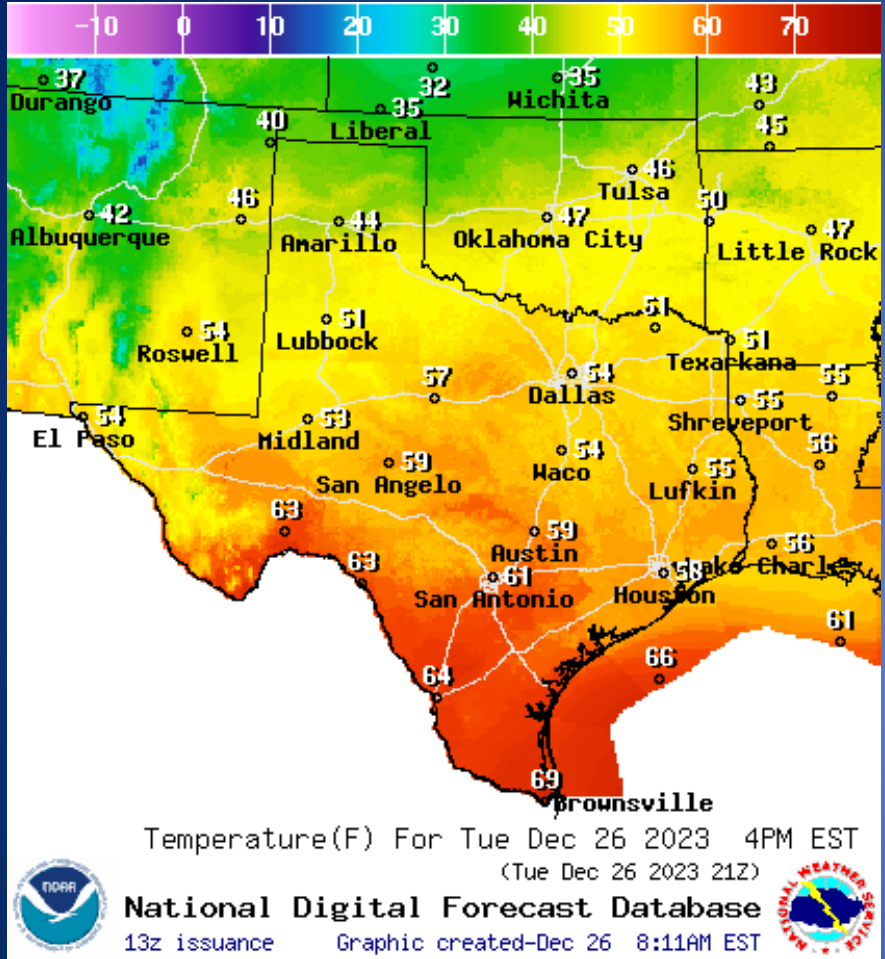 -10 0 10 20 30 40 50 60 70
37
Durango
32
35
Wichita
43
35
Liberal
40
45
46
Tulsa
42
Albuquerque
46
44
Amarillo
47
Oklahoma City
50
47
Little Rock
54
Roswell
51
Lubbock
51
51
Texarkana
57
54
Dallas
55
Shreveport
55
54
El Paso
53
Midland
59
San Angelo
54
Waco
55
Lufkin
56
63
59
Austin
56
Lake Charles
63
61
San Antonio
58
Houston
61
66
64
69
Brownsville
Temperature(F) For Tue Dec 26 2023 4PM EST
(Tue Dec 26 2023 21Z)
NOAA
National Digital Forecast Database
13z issuance Graphic created-Dec 26 8:11AM EST
NATIONAL WEATHER SERVICE